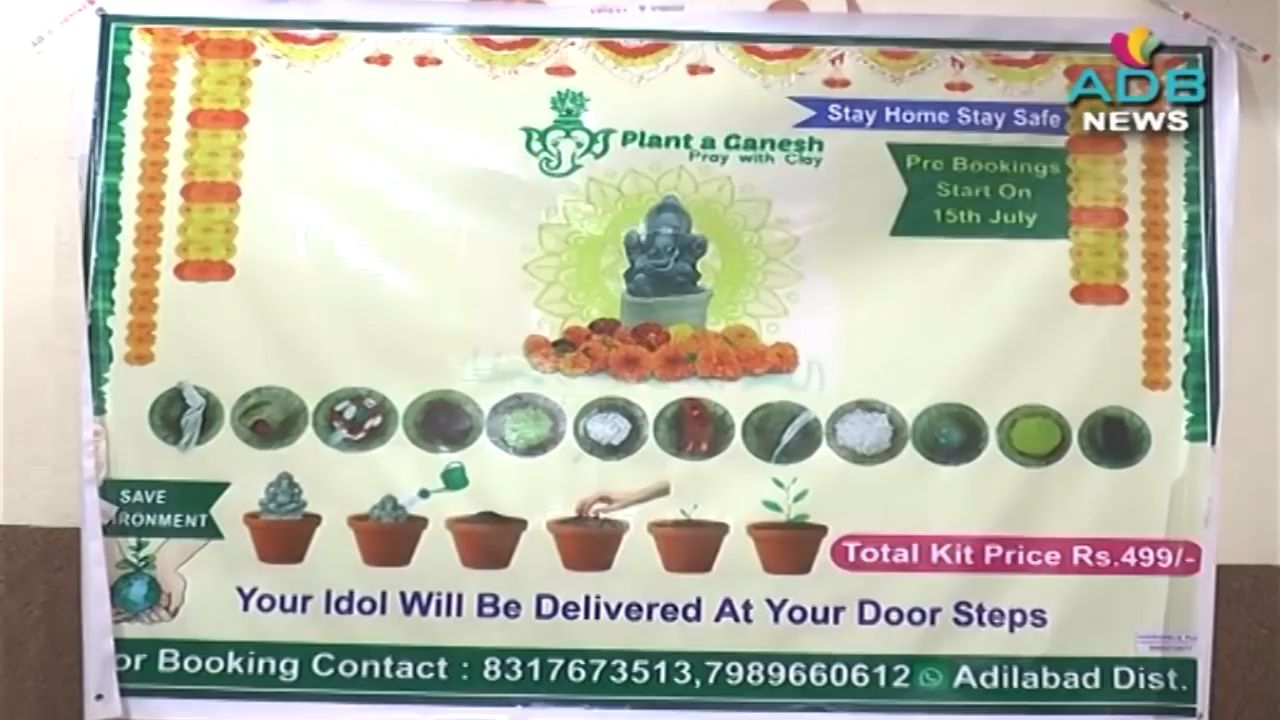 Stay Home Stay Safe
ADB
NEWS
Plant a Ganesh
Pray with Clay
Pre Bookings
Start On
15th July
SAVE
IRONMENT
Total Kit Price Rs.499/-
Your Idol Will Be Delivered At Your Door Steps
or Booking Contact : 8317673513,7989660612 Adilabad Dist.